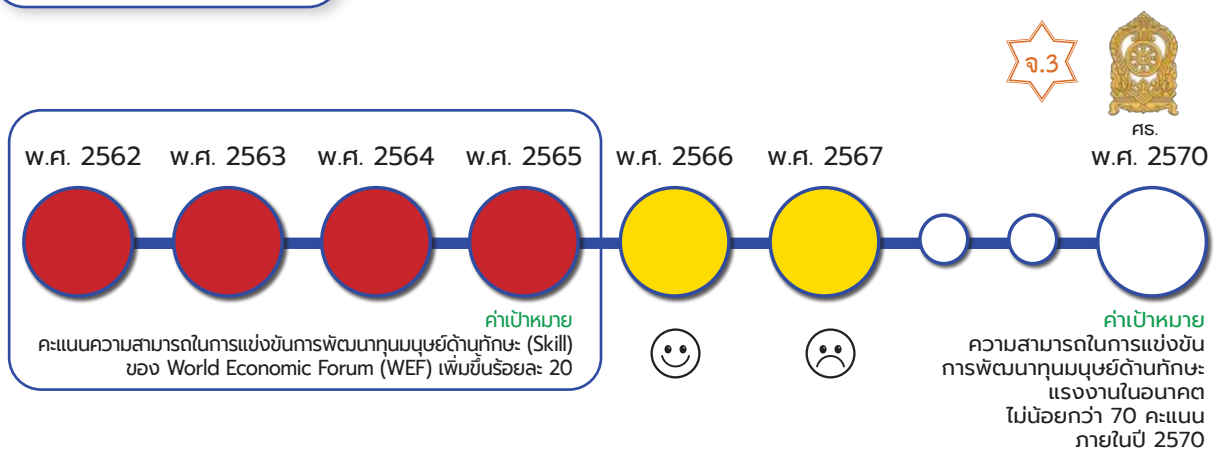 จ.3
ศธ.
พ.ศ. 2562 พ.ศ. 2563 พ.ศ. 2564 พ.ศ. 2565 พ.ศ. 2566 พ.ศ. 2567 พ.ศ. 2570
ค่าเป้าหมาย
คะแนนความสามารถในการแข่งขันการพัฒนาทุนมนุษย์ด้านทักษะ (Skill)
ของ World Economic Forum (WEF) เพิ่มขึ้นร้อยละ 20
ค่าเป้าหมาย
ความสามารถในการแข่งขัน
การพัฒนาทุนมนุษย์ด้านทักษะ
แรงงานในอนาคต
ไม่น้อยกว่า 70 คะแนน
ภายในปี 2570